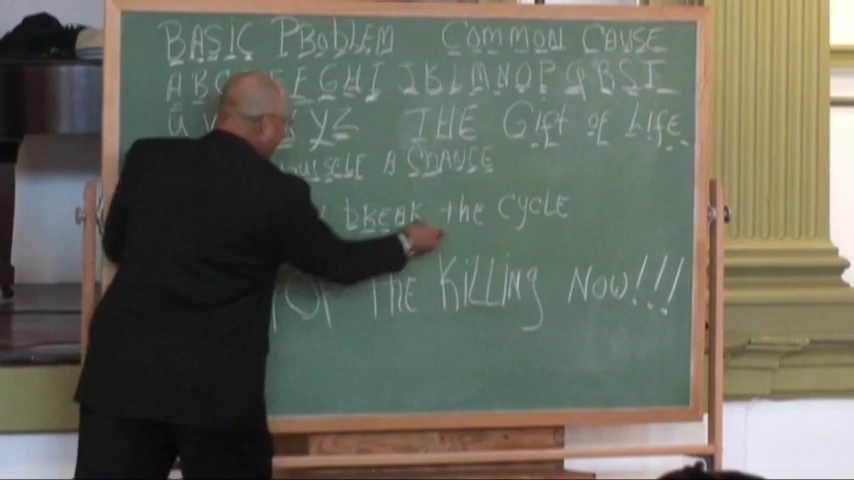 BASIC PRoblEM COMMON CAUSE
A B C E F G H I J K L M N O P Q R S T
U V X Y Z THE Gift of Life
A CHANCE
bREAK the CYCLE
THE KilliNg NOW!!!